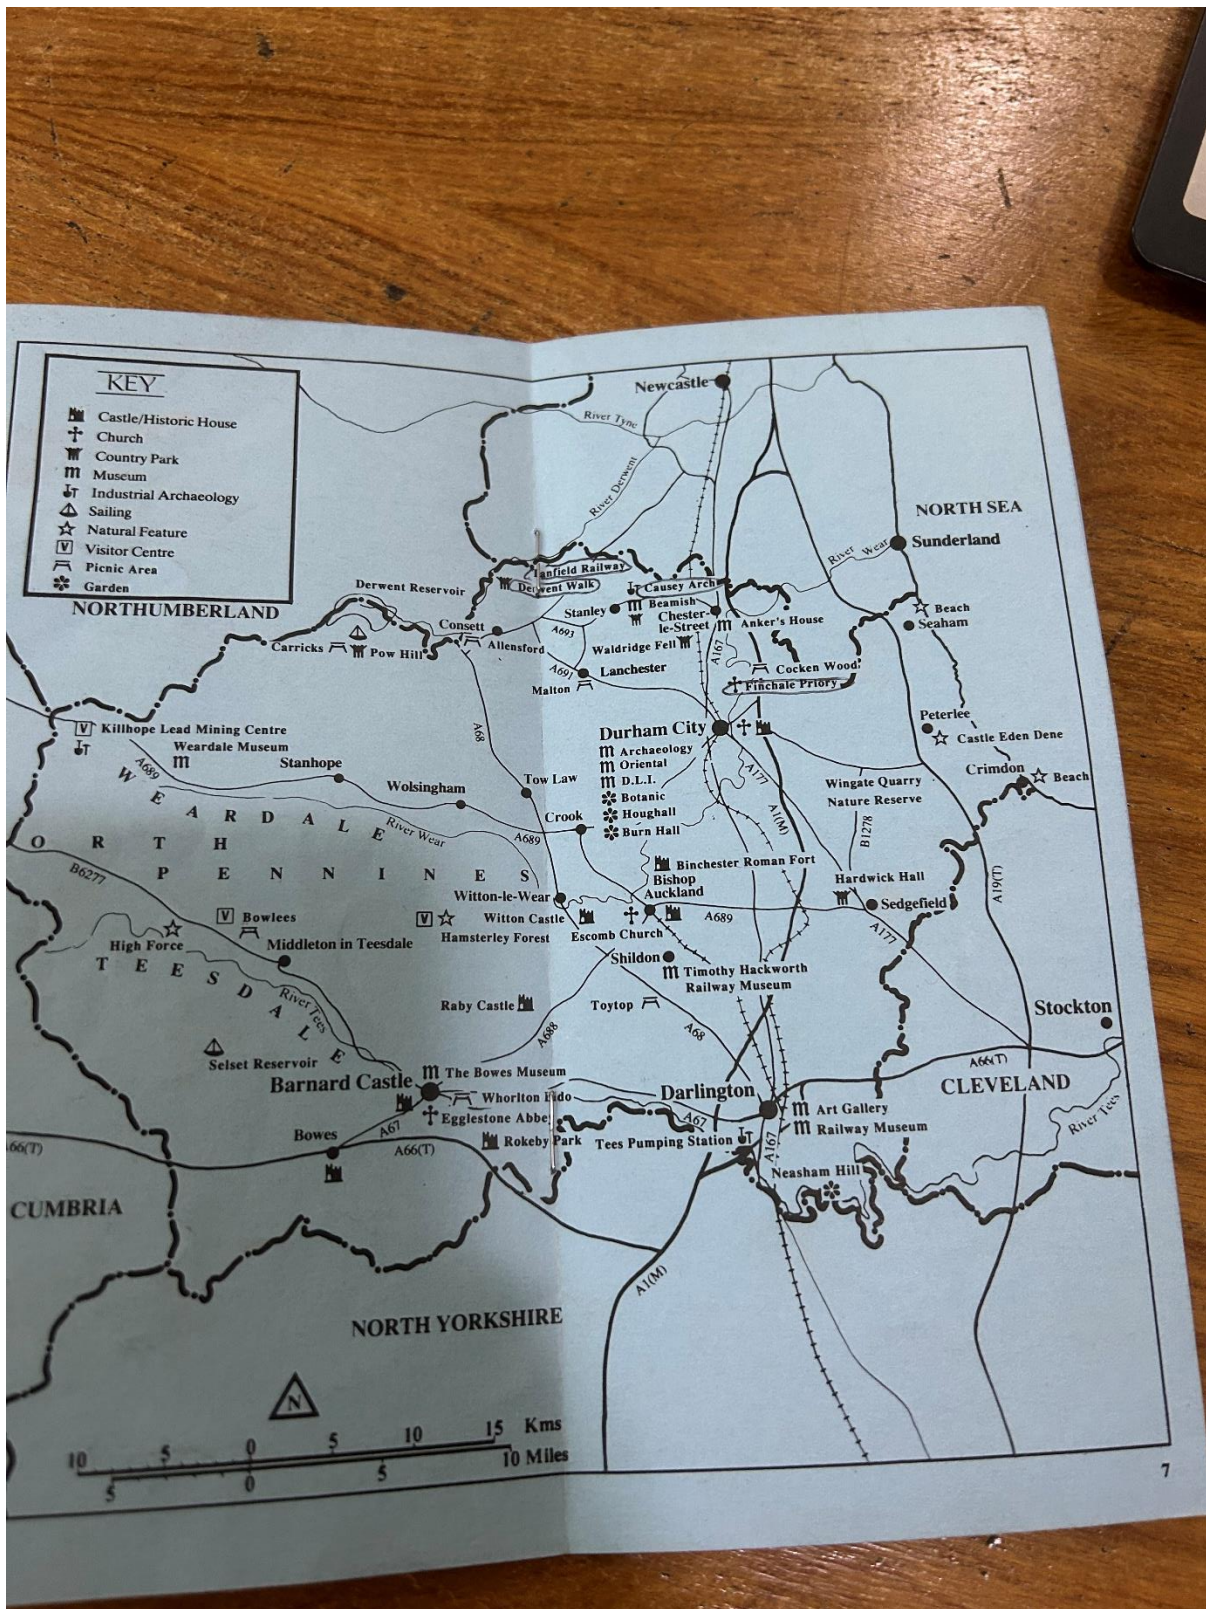 KEY
Castle/Historic House
Church
Country Park
Museum
Industrial Archaeology
Sailing
Natural Feature
V Visitor Centre
Picnic Area
Garden
Newcastle
River Tyne
River Derwent
NORTH SEA
River Wear
Sunderland
Tanfield Railway
Derwent Walk
Causey Arch
Derwent Reservoir
NORTHUMBERLAND
Stanley
Beamish
Chester-
le-Street
Anker's House
Beach
Seaham
Consett
A693
Allensford
Carricks
Pow Hill
Waldridge Fell
A167
A691
Lanchester
Malton
Cocken Wood
Finchale Priory
V Killhope Lead Mining Centre
Weardale Museum
A68
Durham City
Archaeology
Oriental
D.L.I.
Botanic
Houghall
Burn Hall
Peterlee
Castle Eden Dene
Crimdon
Beach
A689
Stanhope
Wolsingham
Tow Law
A177
A1(M)
Wingate Quarry
Nature Reserve
WEARDALE
River Wear
A689
Crook
B1278
ORTH
PENNINES
B6277
Binchester Roman Fort
Bishop
Auckland
Hardwick Hall
A19(T)
Witton-le-Wear
Witton Castle
A689
Sedgefield
V Bowlees
V
Hamsterley Forest
Escomb Church
A177
High Force
Middleton in Teesdale
Shildon
Timothy Hackworth
Railway Museum
TEESDALE
River Tees
Raby Castle
Toytop
A688
A68
Stockton
Selset Reservoir
A66(T)
The Bowes Museum
Barnard Castle
Whorlton Lido
Darlington
CLEVELAND
Egglestone Abbey
A67
Art Gallery
Railway Museum
River Tees
Bowes
A67
A66(T)
Rokeby Park
Tees Pumping Station
A167
66(T)
Neasham Hill
CUMBRIA
A1(M)
NORTH YORKSHIRE
N
10 5 0 5 10 15 Kms
5 0 5 10 Miles
7